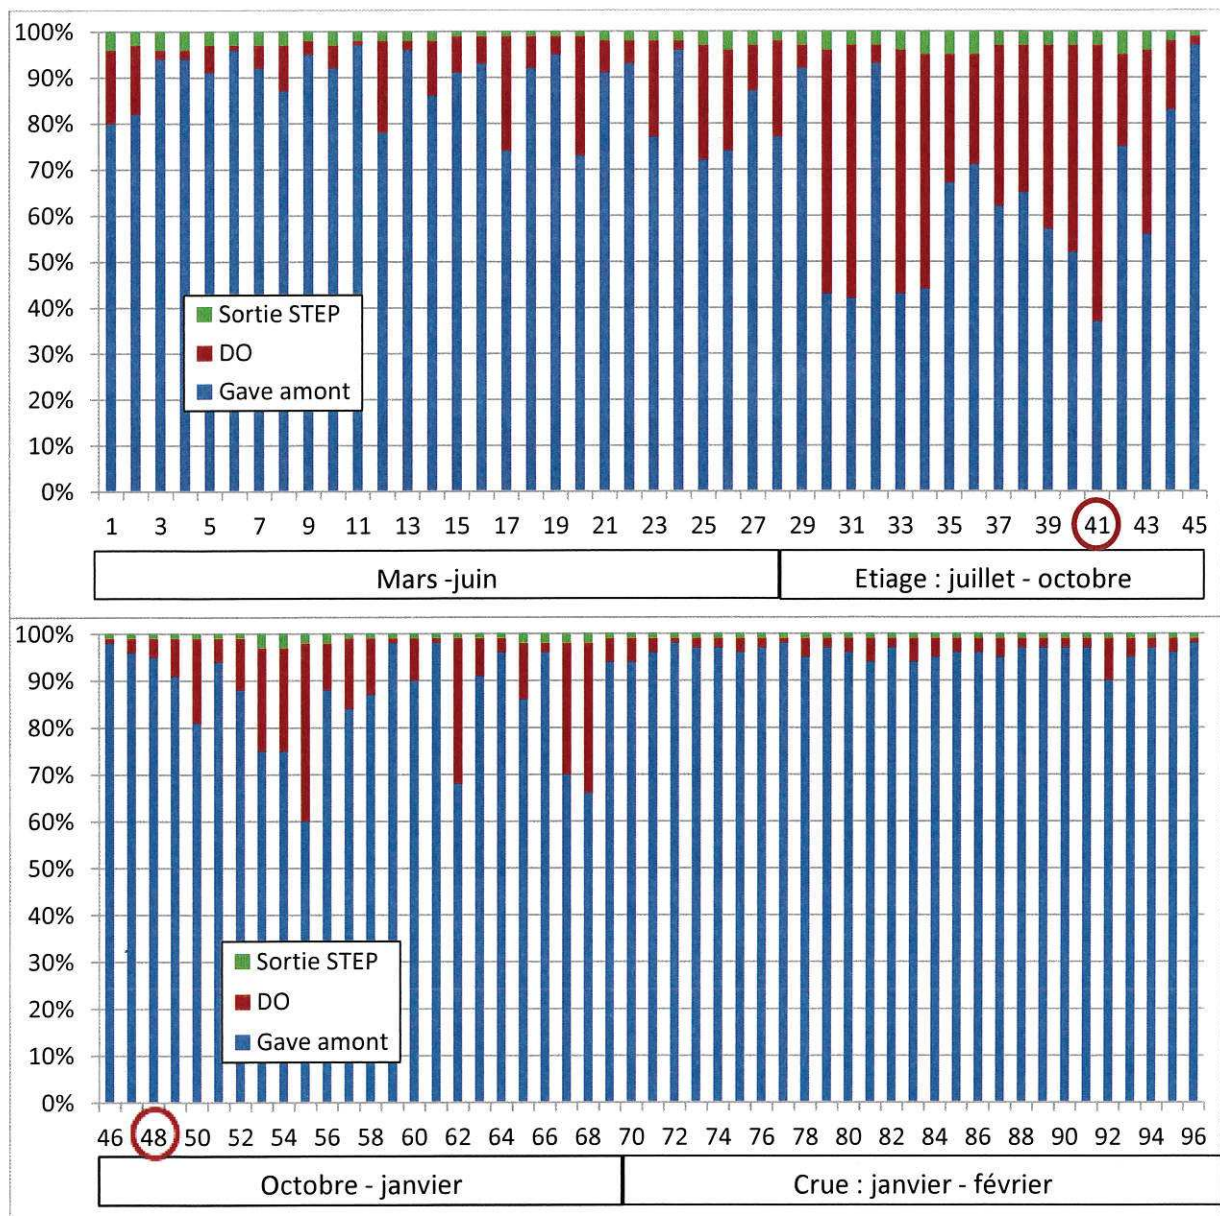 100%
90%
80%
70%
60%
50%
40%
30%
20%
10%
0%
Sortie STEP
DO
Gave amont
1 3 5 7 9 11 13 15 17 19 21 23 25 27 29 31 33 35 37 39 41 43 45
Mars -juin Etiage : juillet - octobre
100%
90%
80%
70%
60%
50%
40%
30%
20%
10%
0%
Sortie STEP
DO
Gave amont
46 48 50 52 54 56 58 60 62 64 66 68 70 72 74 76 78 80 82 84 86 88 90 92 94 96
Octobre - janvier Crue : janvier - février